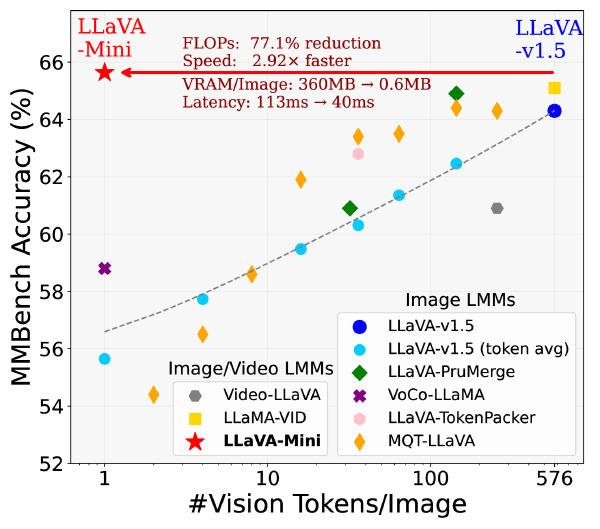 LLaVA
-Mini
FLOPs: 77.1% reduction
Speed: 2.92× faster
VRAM/Image: 360MB → 0.6MB
Latency: 113ms → 40ms
LLaVA
-v1.5
MMBench Accuracy (%)
66
64
62
60
58
56
54
52
Image/Video LMMs
Video-LLaVA
LLaMA-VID
LLaVA-Mini
Image LMMs
LLaVA-v1.5
LLaVA-v1.5 (token avg)
LLaVA-PruMerge
VoCo-LLaMA
LLaVA-TokenPacker
MQT-LLaVA
1
10
100
576
#Vision Tokens/Image